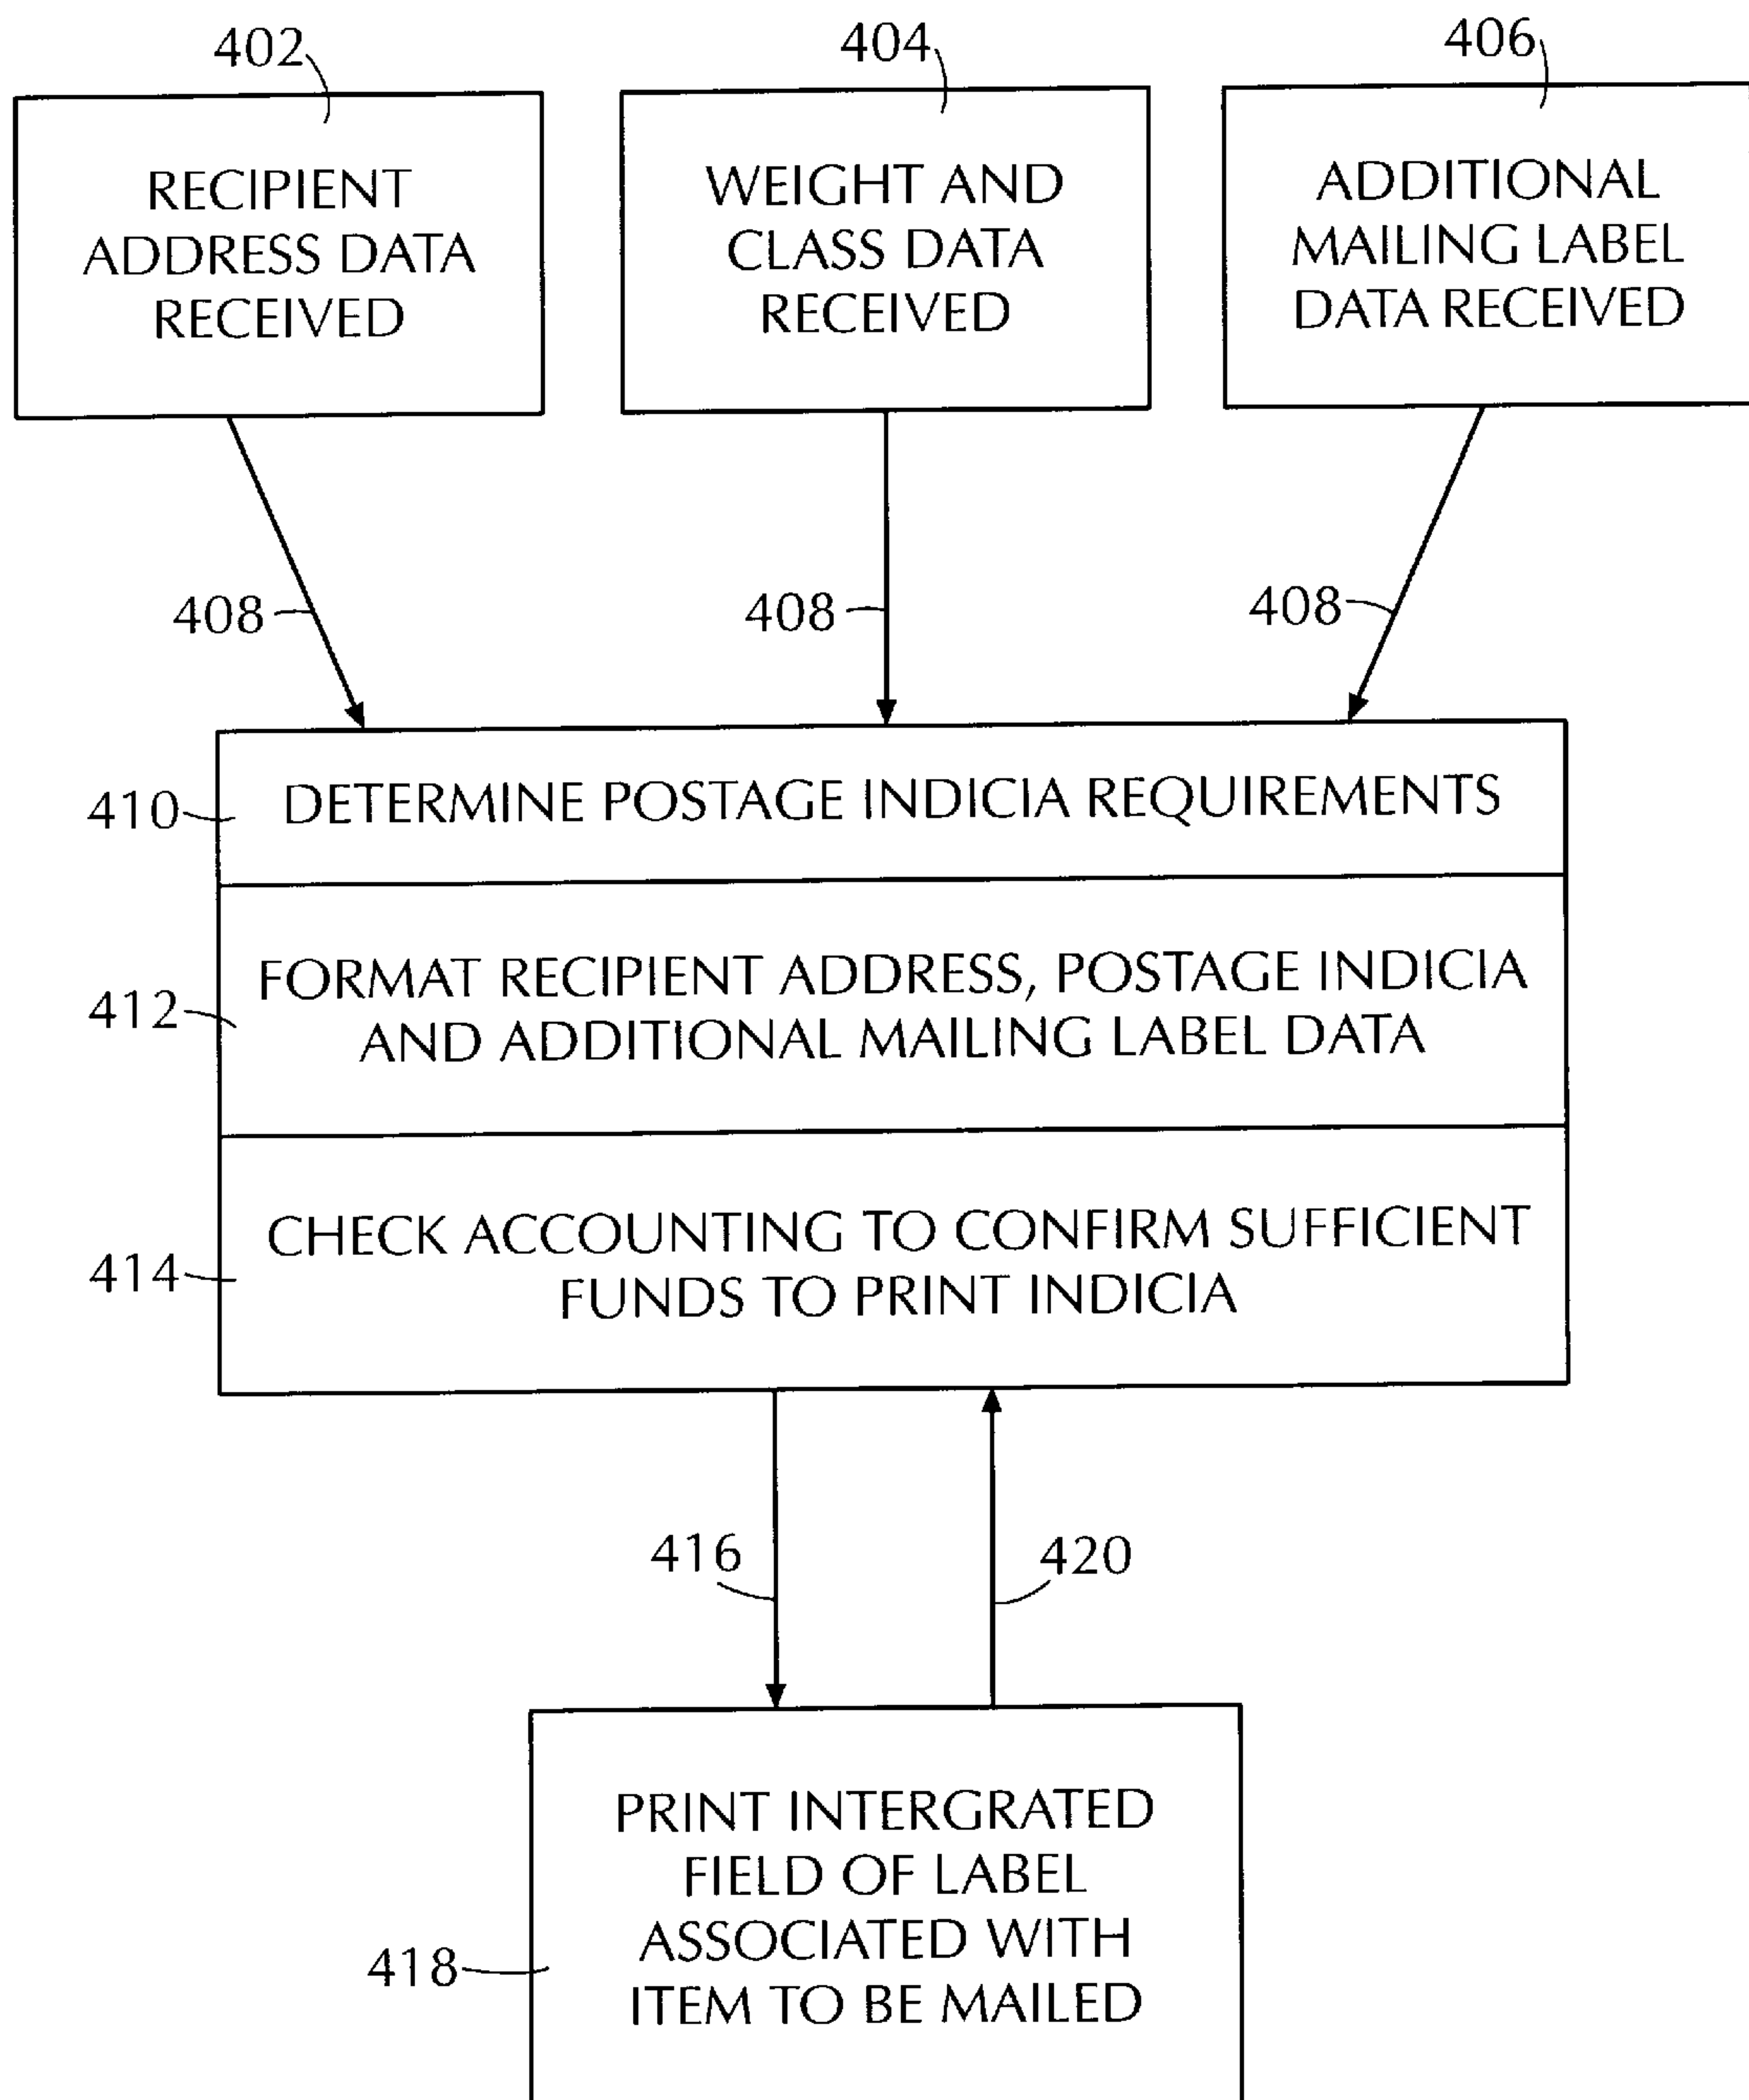 402
404
406
RECIPIENT
ADDRESS DATA
RECEIVED
WEIGHT AND
CLASS DATA
RECEIVED
ADDITIONAL
MAILING LABEL
DATA RECEIVED
408
408
408
410
DETERMINE POSTAGE INDICIA REQUIREMENTS
412
FORMAT RECIPIENT ADDRESS, POSTAGE INDICIA
AND ADDITIONAL MAILING LABEL DATA
414
CHECK ACCOUNTING TO CONFIRM SUFFICIENT
FUNDS TO PRINT INDICIA
416
420
418
PRINT INTERGRATED
FIELD OF LABEL
ASSOCIATED WITH
ITEM TO BE MAILED